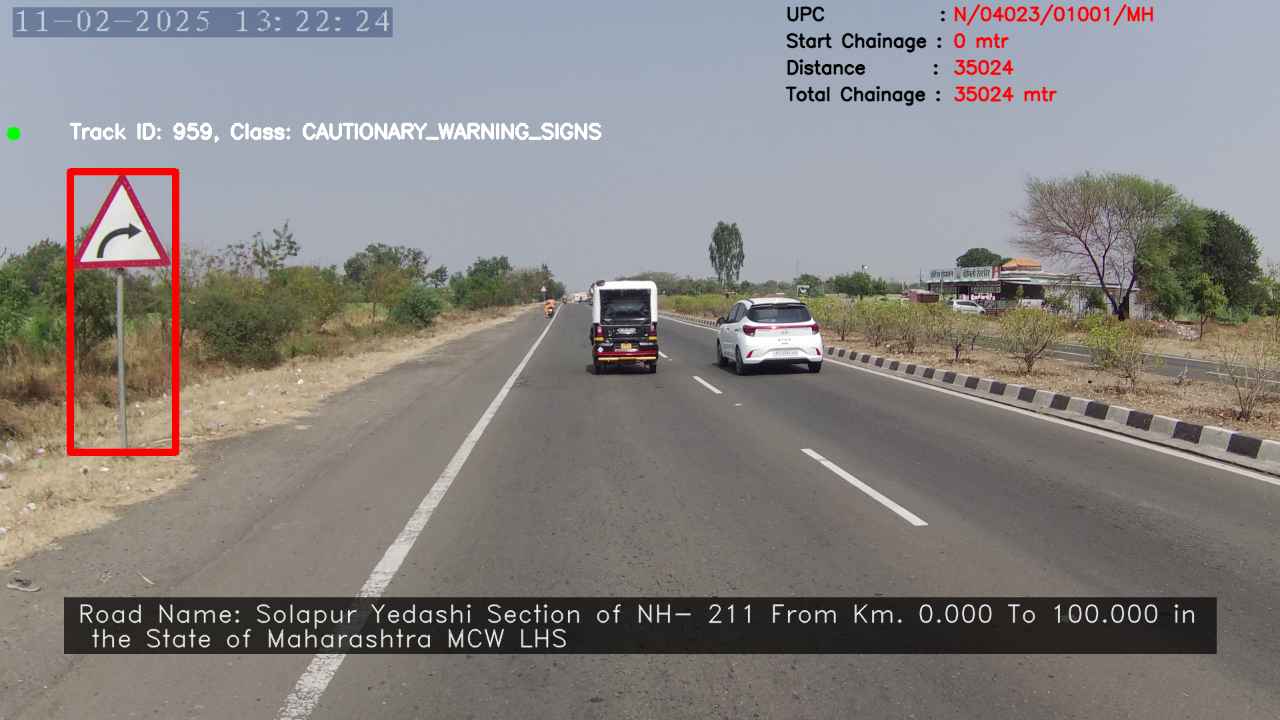 11-02-2025 13:22:24
UPC : N/04023/01001/MH
Start Chainage : 0 mtr
Distance : 35024
Total Chainage : 35024 mtr
Track ID: 959, Class: CAUTIONARY_WARNING_SIGNS
Road Name: Solapur Yedashi Section of NH- 211 From Km. 0.000 To 100.000 in
the State of Maharashtra MCW LHS